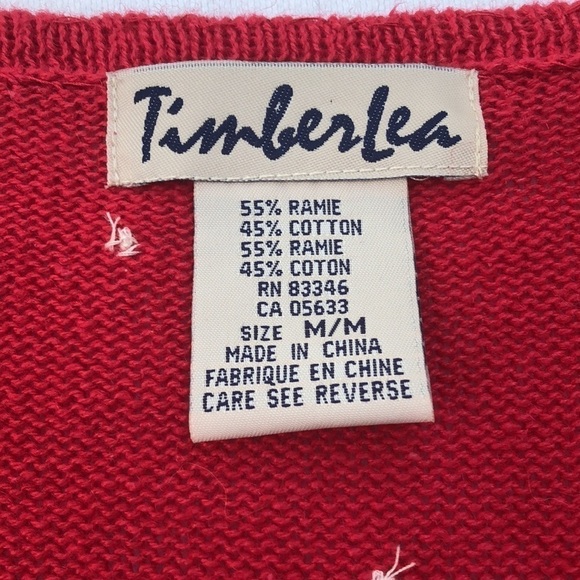 TimberLea
55% RAMIE
45% COTTON
55% RAMIE
45% COTON
RN 83346
CA 05633
SIZE M/M
MADE IN CHINA
FABRIQUE EN CHINE
CARE SEE REVERSE